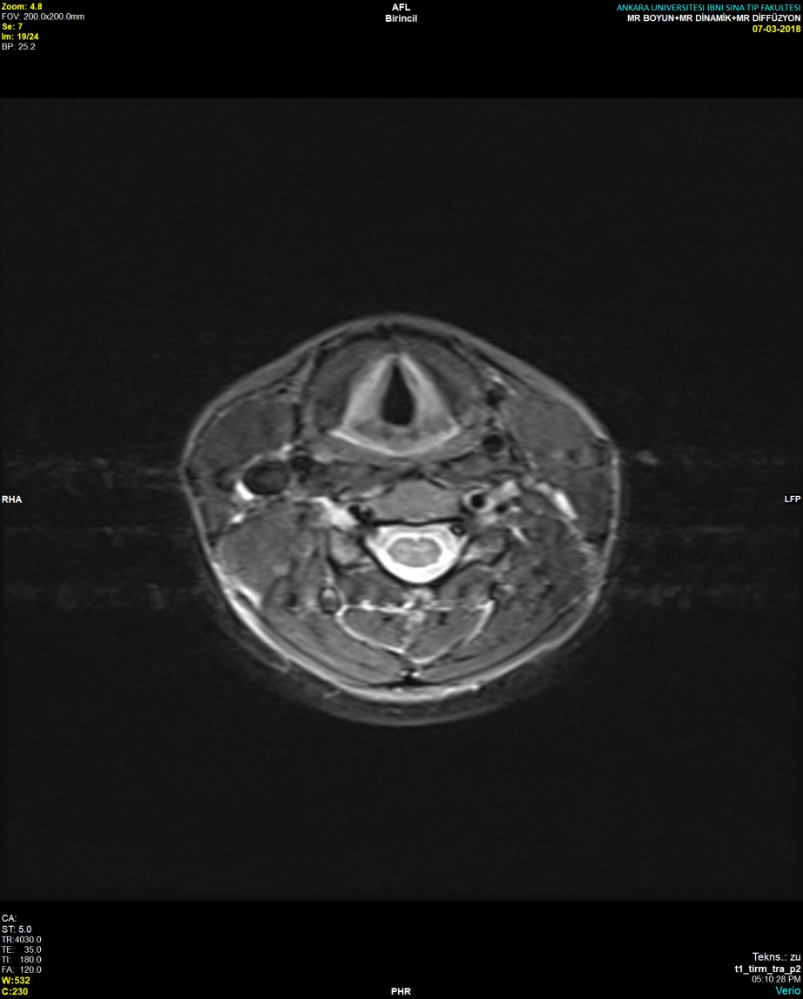 Zoom: 4.8
FOV: 200.0x200.0mm
Se: 7
Im: 19/24
BP: 25.2
AFL
Birincil
ANKARA UNIVERSITESI IBNI SINA TIP FAKULTESI
MR BOYUN+MR DİNAMİK+MR DİFFÜZYON
07-03-2018
RHA
LFP
CA:
ST: 5.0
TR:4030.0
TE: 35.0
TI: 180.0
FA: 120.0
W:532
C:230
PHR
Tekns.: zu
t1_tirm_tra_p2
05:10:28 PM
Verio